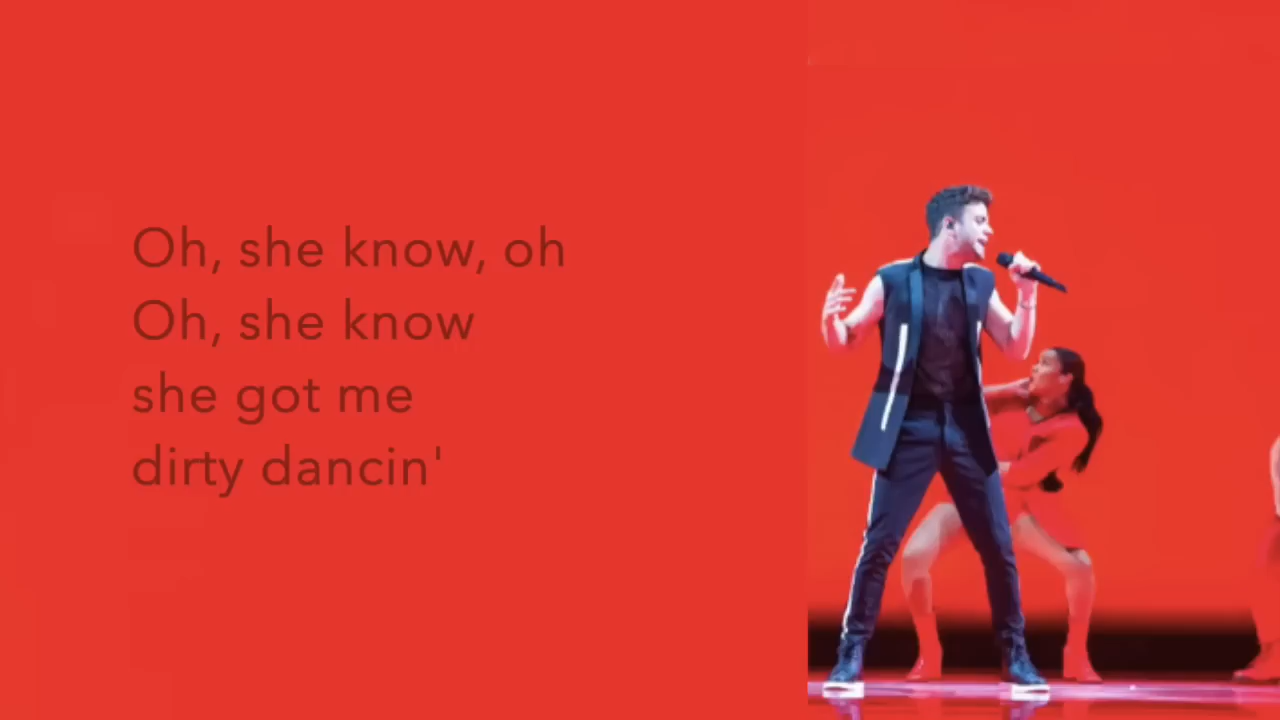 Oh, she know, oh
Oh, she know
she got me
dirty dancin'